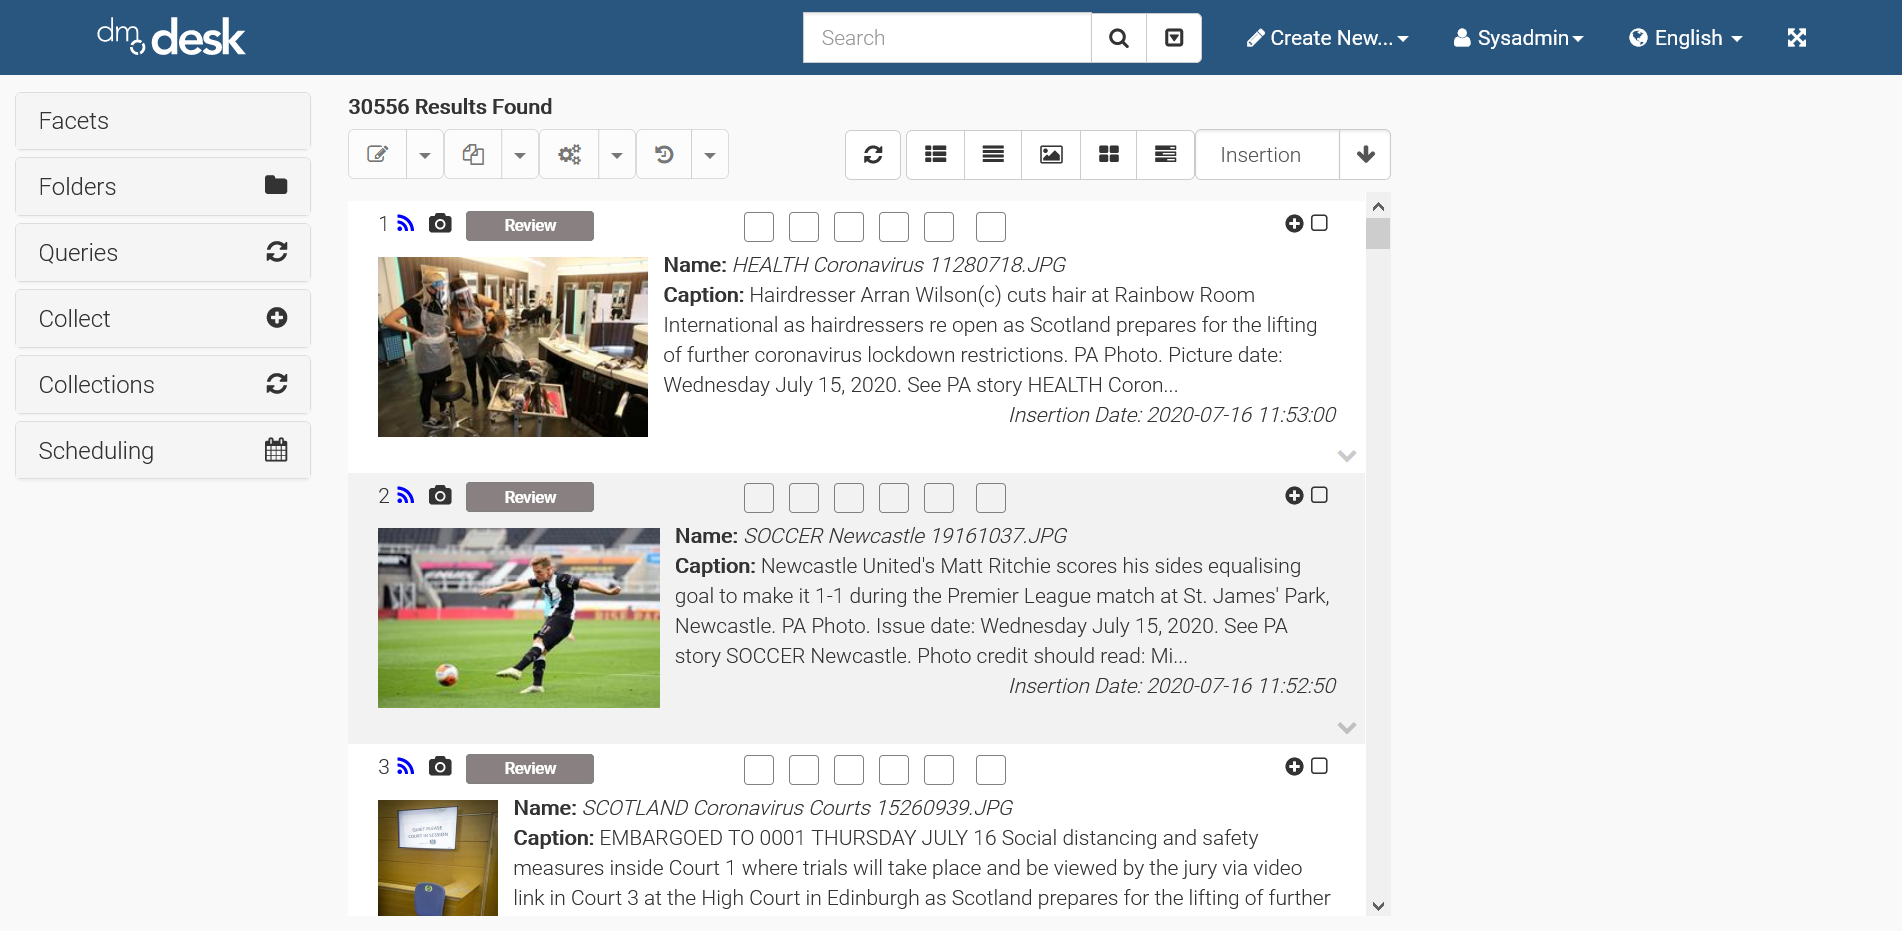 dm desk
Search
Create New...
Sysadmin
English
Facets
Folders
Queries
Collect
Collections
Scheduling
30556 Results Found
Insertion
1
Review
Name: HEALTH Coronavirus 11280718.JPG
Caption: Hairdresser Arran Wilson(c) cuts hair at Rainbow Room
International as hairdressers re open as Scotland prepares for the lifting
of further coronavirus lockdown restrictions. PA Photo. Picture date:
Wednesday July 15, 2020. See PA story HEALTH Coron...
Insertion Date: 2020-07-16 11:53:00
2
Review
Name: SOCCER Newcastle 19161037.JPG
Caption: Newcastle United's Matt Ritchie scores his sides equalising
goal to make it 1-1 during the Premier League match at St. James' Park,
Newcastle. PA Photo. Issue date: Wednesday July 15, 2020. See PA
story SOCCER Newcastle. Photo credit should read: Mi...
Insertion Date: 2020-07-16 11:52:50
3
Review
Name: SCOTLAND Coronavirus Courts 15260939.JPG
Caption: EMBARGOED TO 0001 THURSDAY JULY 16 Social distancing and safety
measures inside Court 1 where trials will take place and be viewed by the jury via video
link in Court 3 at the High Court in Edinburgh as Scotland prepares for the lifting of further
QUIET PLEASE
COURT IN SESSION